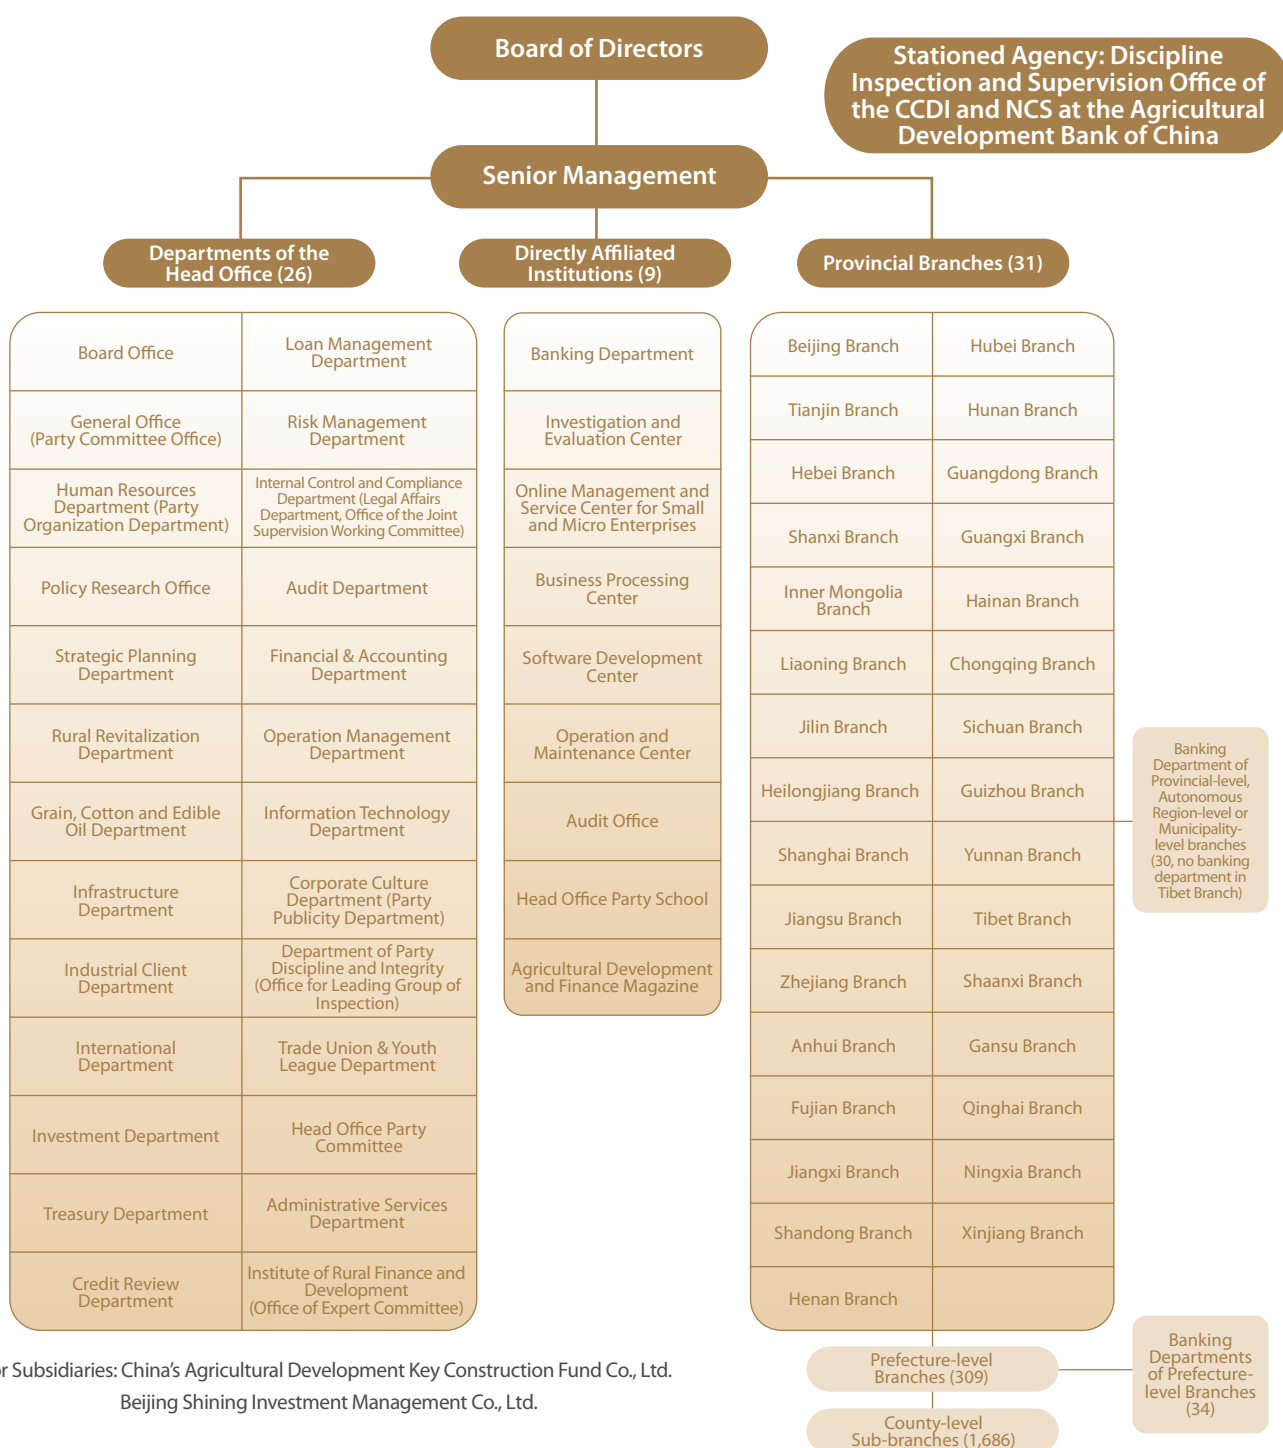 Board of Directors
Stationed Agency: Discipline
Inspection and Supervision Office of
the CCDI and NCS at the Agricultural
Development Bank of China
Senior Management
Departments of the
Head Office (26)
Directly Affiliated
Institutions (9)
Provincial Branches (31)
Board Office
Loan Management
Department
General Office
(Party Committee Office)
Risk Management
Department
Human Resources
Department (Party
Organization Department)
Internal Control and Compliance
Department (Legal Affairs
Department, Office of the Joint
Supervision Working Committee)
Policy Research Office
Audit Department
Strategic Planning
Department
Financial & Accounting
Department
Rural Revitalization
Department
Operation Management
Department
Grain, Cotton and Edible
Oil Department
Information Technology
Department
Infrastructure
Department
Corporate Culture
Department (Party
Publicity Department)
Industrial Client
Department
Department of Party
Discipline and Integrity
(Office for Leading Group of
Inspection)
International
Department
Trade Union & Youth
League Department
Investment Department
Head Office Party
Committee
Treasury Department
Administrative Services
Department
Credit Review
Department
Institute of Rural Finance and
Development
(Office of Expert Committee)
Banking Department
Investigation and
Evaluation Center
Online Management and
Service Center for Small
and Micro Enterprises
Business Processing
Center
Software Development
Center
Operation and
Maintenance Center
Audit Office
Head Office Party School
Agricultural Development
and Finance Magazine
Beijing Branch
Hubei Branch
Tianjin Branch
Hunan Branch
Hebei Branch
Guangdong Branch
Shanxi Branch
Guangxi Branch
Inner Mongolia
Branch
Hainan Branch
Liaoning Branch
Chongqing Branch
Jilin Branch
Sichuan Branch
Heilongjiang Branch
Guizhou Branch
Shanghai Branch
Yunnan Branch
Jiangsu Branch
Tibet Branch
Zhejiang Branch
Shaanxi Branch
Anhui Branch
Gansu Branch
Fujian Branch
Qinghai Branch
Jiangxi Branch
Ningxia Branch
Shandong Branch
Xinjiang Branch
Henan Branch
Banking
Department of
Provincial-level,
Autonomous
Region-level or
Municipality-
level branches
(30, no banking
department in
Tibet Branch)
Prefecture-level
Branches (309)
Banking
Departments
of Prefecture-
level Branches
(34)
County-level
Sub-branches (1,686)
Subsidiaries: China's Agricultural Development Key Construction Fund Co., Ltd.
Beijing Shining Investment Management Co., Ltd.